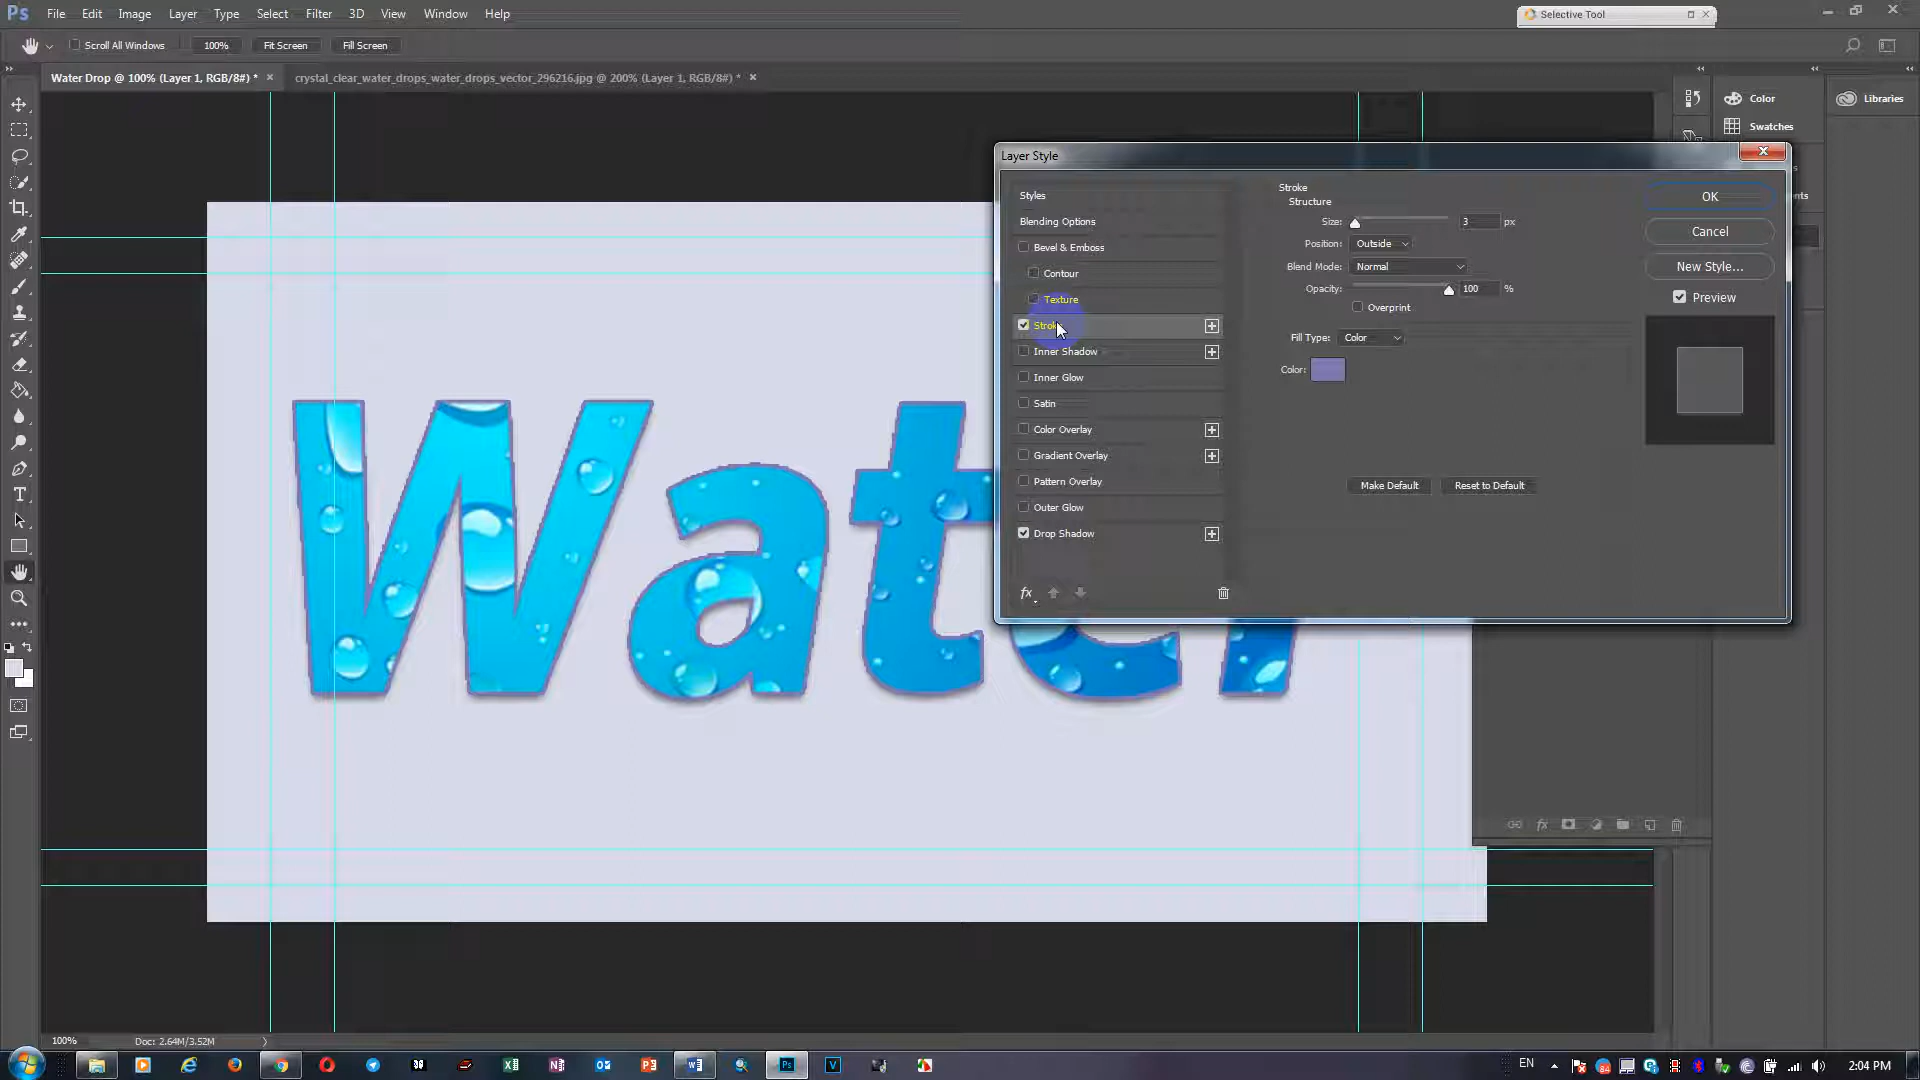 Ps File Edit Image Layer Type Select Filter 3D View Window Help
Selective Tool
Scroll All Windows 100% Fit Screen Fill Screen
Water Drop @ 100% (Layer 1, RGB/8#) *
crystal_clear_water_drops_water_drops_vector_296216.jpg @ 200% (Layer 1, RGB/8#) *
Color
Swatches
Libraries
Layer Style
Styles
Blending Options
Bevel & Emboss
Contour
Texture
Stroke
Inner Shadow
Inner Glow
Satin
Color Overlay
Gradient Overlay
Pattern Overlay
Outer Glow
Drop Shadow
fx
Stroke
Structure
Size: 3 px
Position: Outside
Blend Mode: Normal
Opacity: 100 %
Overprint
Fill Type: Color
Color:
Make Default Reset to Default
OK
Cancel
New Style...
Preview
Water
fx
100% Doc: 2.64M/3.52M
EN
2:04 PM